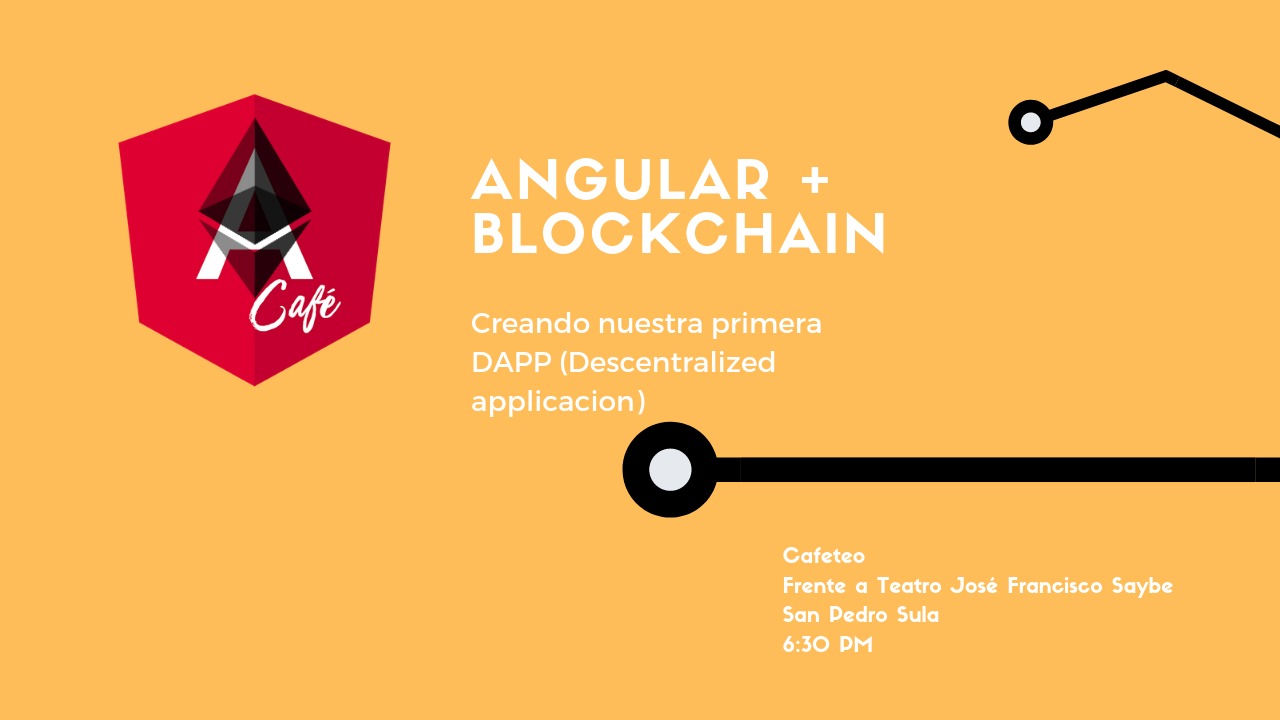 Café
ANGULAR +
BLOCKCHAIN
Creando nuestra primera
DAPP (Descentralized
applicacion)
Cafeteo
Frente a Teatro José Francisco Saybe
San Pedro Sula
6:30 PM